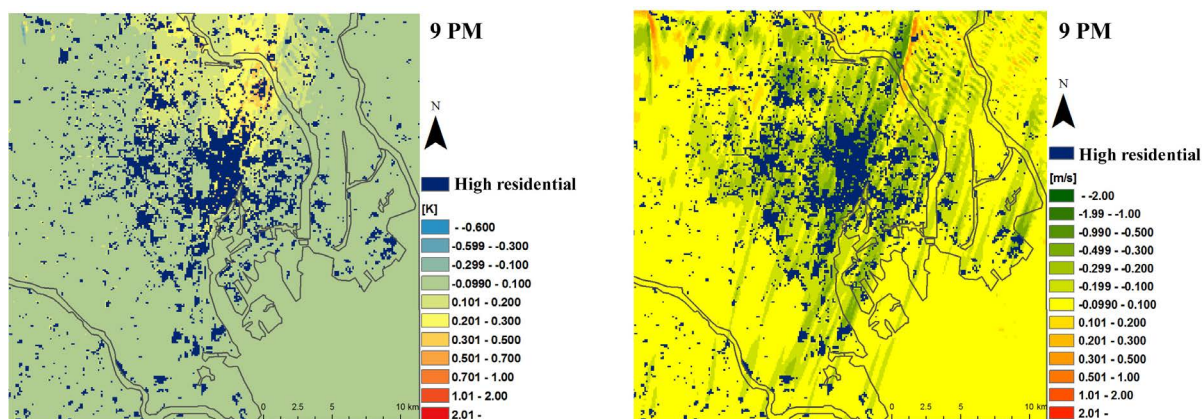 9 PM
N
High residential
[K]
- -0.600
-0.599 - -0.300
-0.299 - -0.100
-0.0990 - 0.100
0.101 - 0.200
0.201 - 0.300
0.301 - 0.500
0.501 - 0.700
0.701 - 1.00
1.01 - 2.00
2.01 -
0 2.5 5 10 km
9 PM
N
High residential
[m/s]
- -2.00
-1.99 - -1.00
-0.990 - -0.500
-0.499 - -0.300
-0.299 - -0.200
-0.199 - -0.100
-0.0990 - 0.100
0.101 - 0.200
0.201 - 0.300
0.301 - 0.500
0.501 - 1.00
1.01 - 2.00
2.01 -
0 2.5 5 10 km